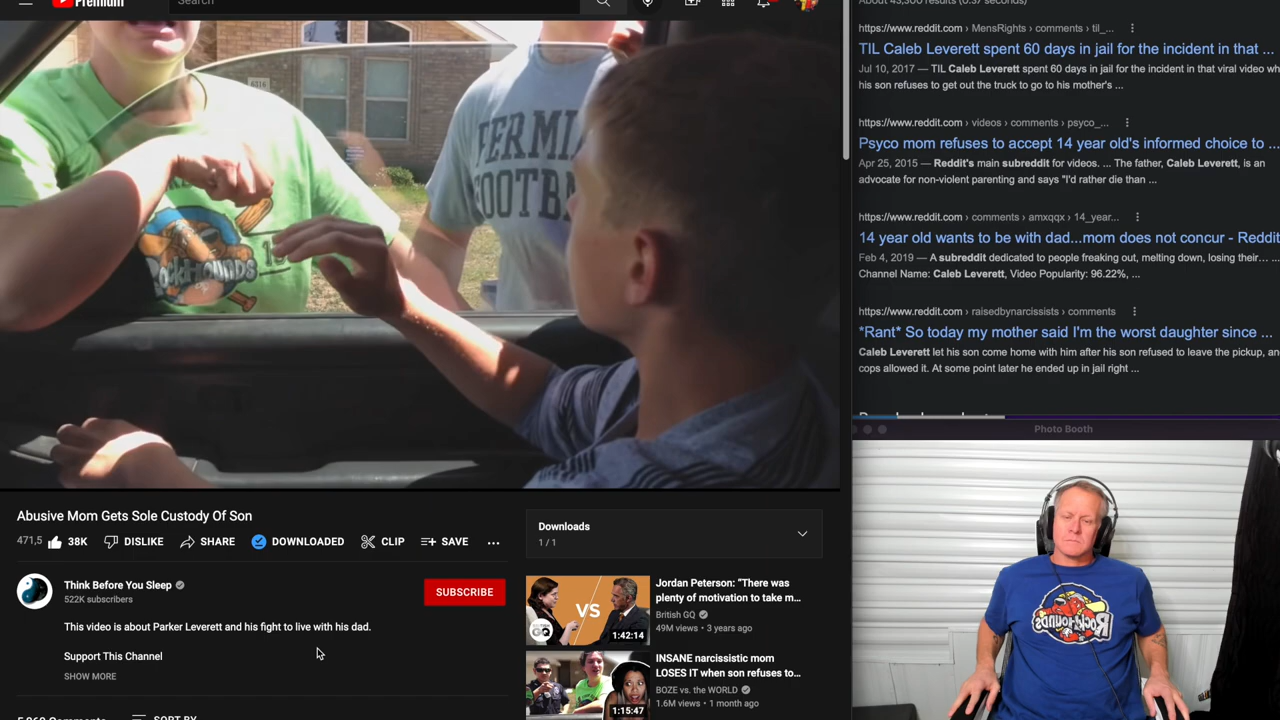 Premium
Search
6316
FERMI
FOOTB
RockHounds
Abusive Mom Gets Sole Custody Of Son
471,5 38K DISLIKE SHARE DOWNLOADED CLIP SAVE ...
Think Before You Sleep
522K subscribers
SUBSCRIBE
This video is about Parker Leverett and his fight to live with his dad.
Support This Channel
SHOW MORE
SORT BY
Downloads
1 / 1
VS
GQ
1:42:14
Jordan Peterson: “There was
plenty of motivation to take m...
British GQ
49M views • 3 years ago
1:15:47
INSANE narcissistic mom
LOSES IT when son refuses to...
BOZE vs. the WORLD
1.6M views • 1 month ago
About 43,300 results (0.37 seconds)
https://www.reddit.com › MensRights › comments › til_...
TIL Caleb Leverett spent 60 days in jail for the incident in that ...
Jul 10, 2017 — TIL Caleb Leverett spent 60 days in jail for the incident in that viral video wh
his son refuses to get out the truck to go to his mother's ...
https://www.reddit.com › videos › comments › psyco_...
Psyco mom refuses to accept 14 year old's informed choice to ...
Apr 25, 2015 — Reddit's main subreddit for videos. ... The father, Caleb Leverett, is an
advocate for non-violent parenting and says "I'd rather die than ...
https://www.reddit.com › comments › amxqqx › 14_year...
14 year old wants to be with dad...mom does not concur - Reddit
Feb 4, 2019 — A subreddit dedicated to people freaking out, melting down, losing their… ...
Channel Name: Caleb Leverett, Video Popularity: 96.22%, ...
https://www.reddit.com › raisedbynarcissists › comments
*Rant* So today my mother said I'm the worst daughter since ...
Caleb Leverett let his son come home with him after his son refused to leave the pickup, an
cops allowed it. At some point later he ended up in jail right ...
Photo Booth
RockHounds